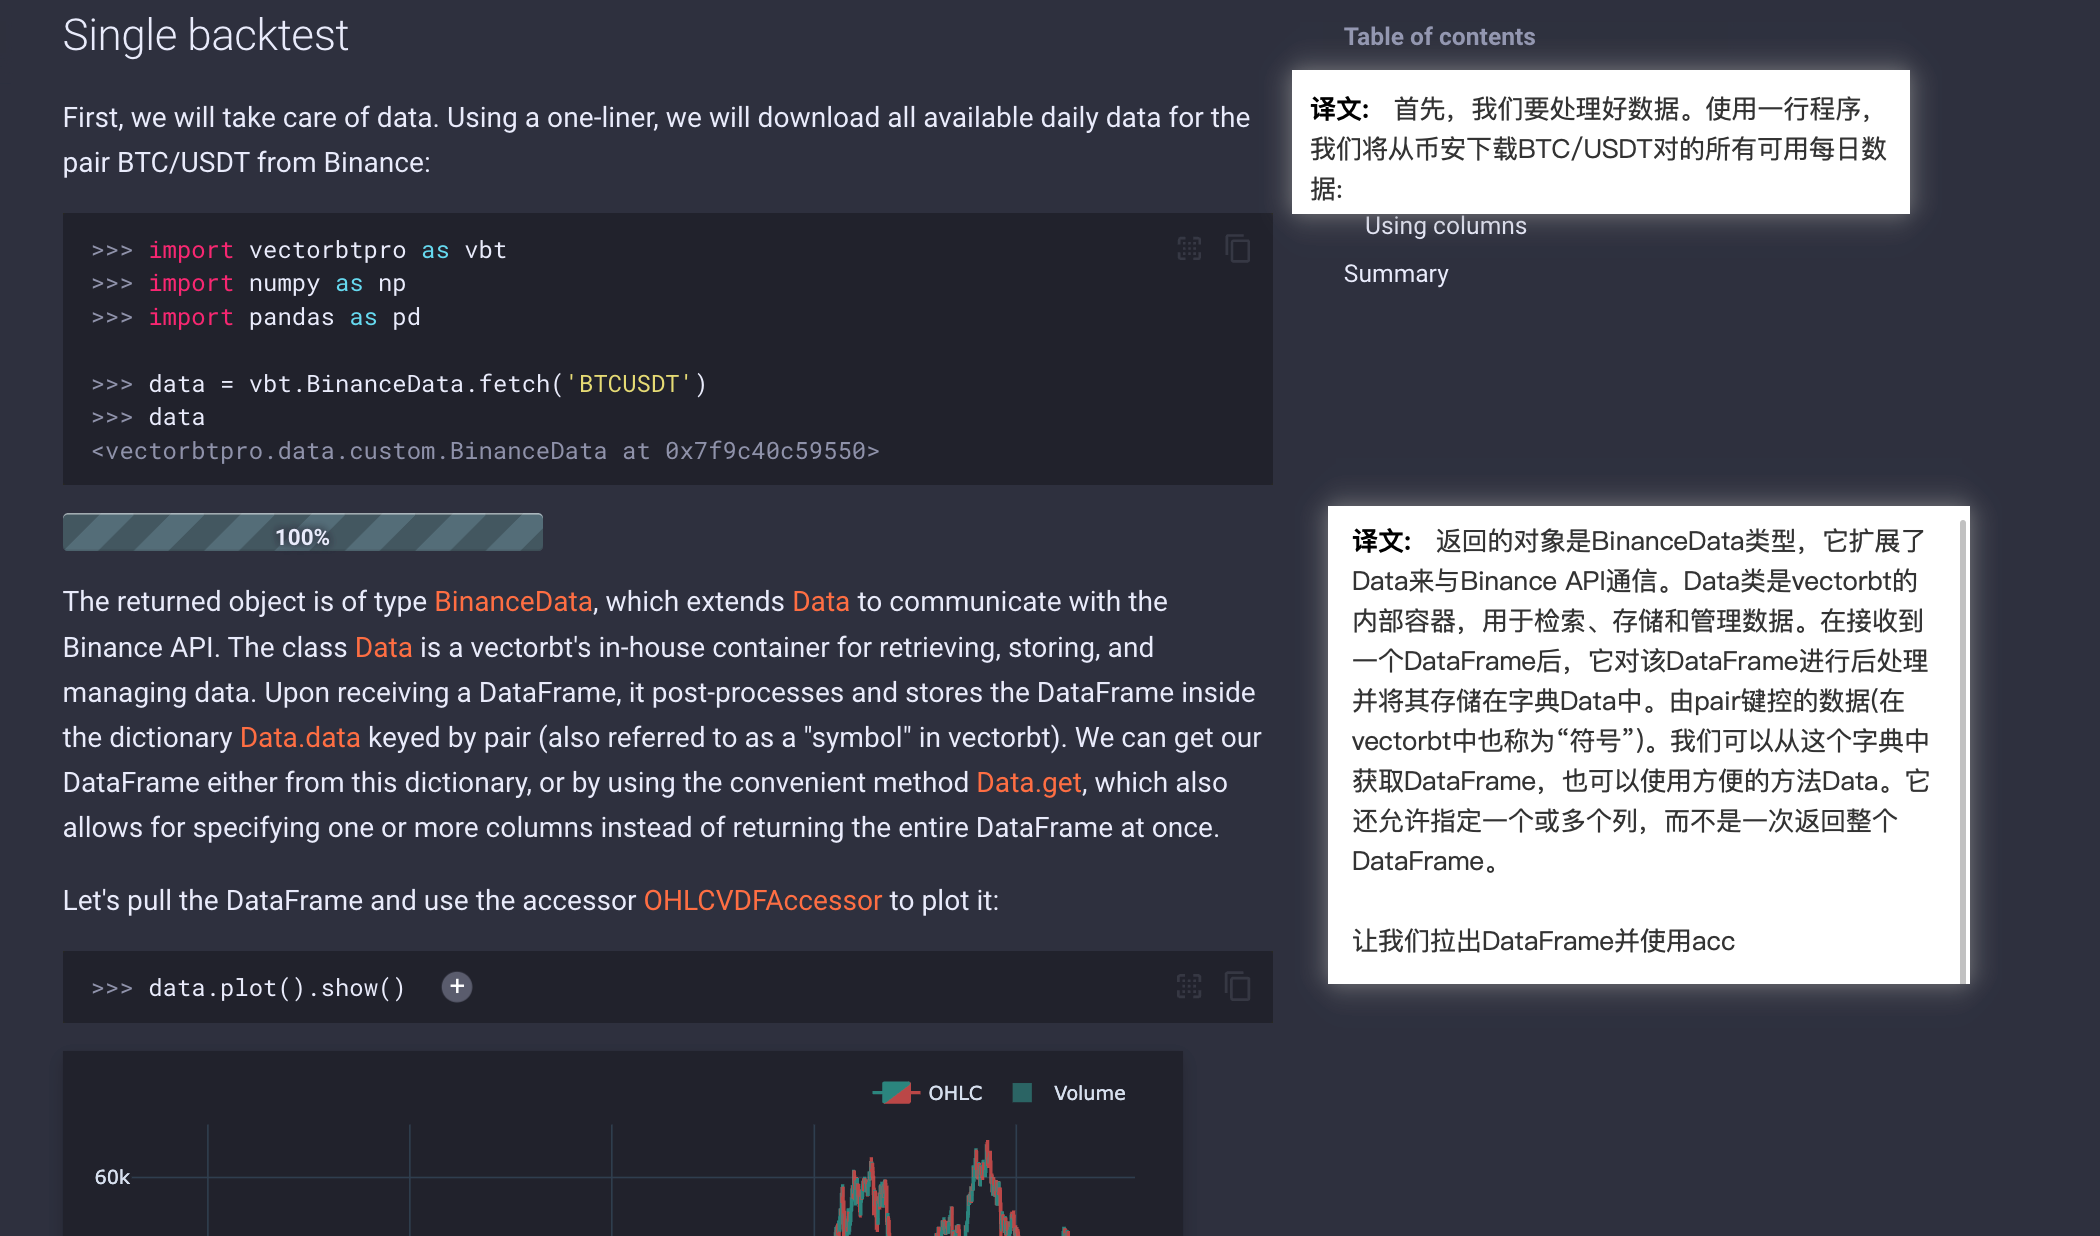 Single backtest
First, we will take care of data. Using a one-liner, we will download all available daily data for the
pair BTC/USDT from Binance:
>>> import vectorbtpro as vbt
>>> import numpy as np
>>> import pandas as pd
>>> data = vbt.BinanceData.fetch('BTCUSDT')
>>> data
<vectorbtpro.data.custom.BinanceData at 0x7f9c40c59550>
100%
The returned object is of type BinanceData, which extends Data to communicate with the
Binance API. The class Data is a vectorbt's in-house container for retrieving, storing, and
managing data. Upon receiving a DataFrame, it post-processes and stores the DataFrame inside
the dictionary Data.data keyed by pair (also referred to as a "symbol" in vectorbt). We can get our
DataFrame either from this dictionary, or by using the convenient method Data.get, which also
allows for specifying one or more columns instead of returning the entire DataFrame at once.
Let's pull the DataFrame and use the accessor OHLCVDFAccessor to plot it:
>>> data.plot().show() +
OHLC Volume
60k
Table of contents
译文： 首先，我们要处理好数据。使用一行程序，
我们将从币安下载BTC/USDT对的所有可用每日数
据:
Using columns
Summary
译文： 返回的对象是BinanceData类型，它扩展了
Data来与Binance API通信。Data类是vectorbt的
内部容器，用于检索、存储和管理数据。在接收到
一个DataFrame后，它对该DataFrame进行后处理
并将其存储在字典Data中。由pair键控的数据(在
vectorbt中也称为“符号”)。我们可以从这个字典中
获取DataFrame，也可以使用方便的方法Data。它
还允许指定一个或多个列，而不是一次返回整个
DataFrame。
让我们拉出DataFrame并使用acc